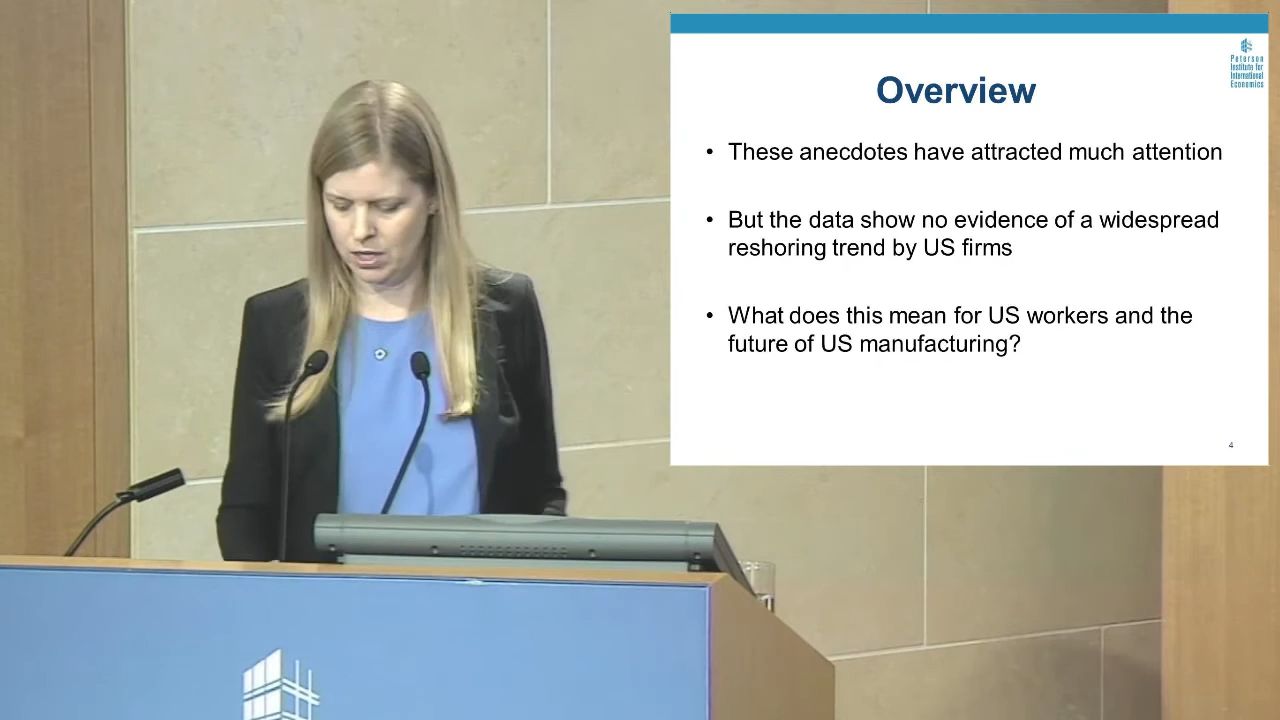 Peterson
Institute for
International
Economics
Overview
• These anecdotes have attracted much attention
• But the data show no evidence of a widespread
reshoring trend by US firms
• What does this mean for US workers and the
future of US manufacturing?
4